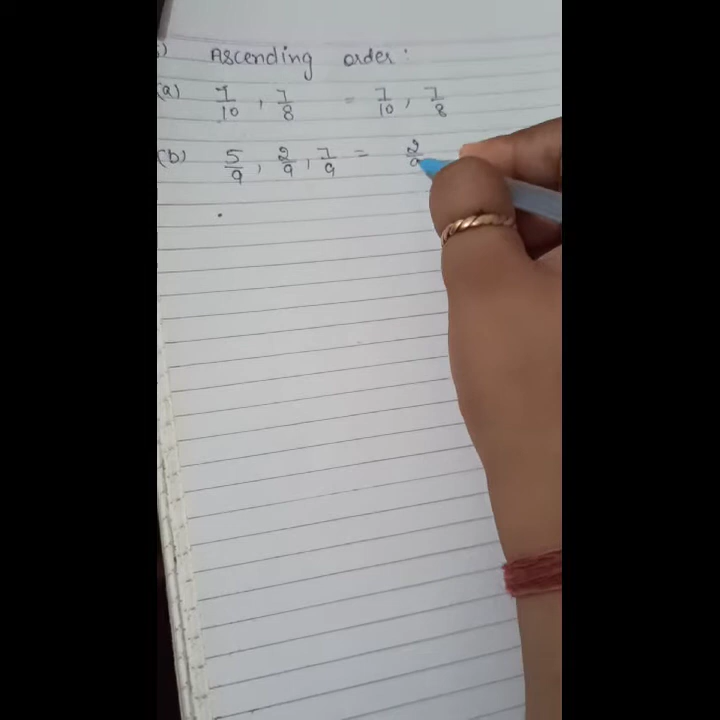 Ascending order:
(a) 7/10, 7/8 = 7/10, 7/8
(b) 5/9, 2/9, 7/9 = 2/9